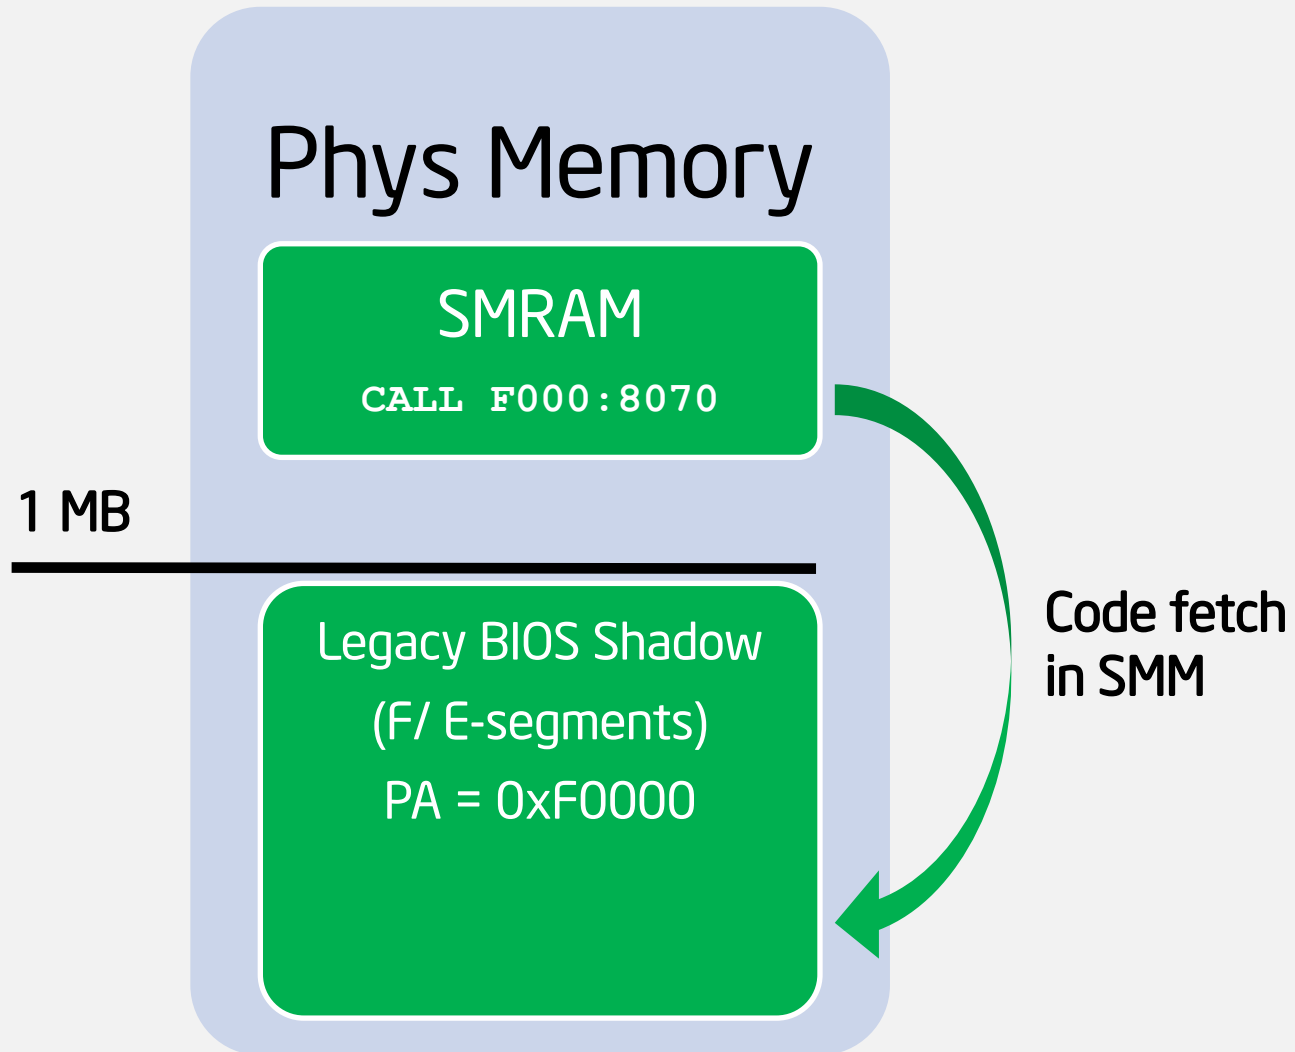 Phys Memory
SMRAM
CALL F000:8070
1 MB
Legacy BIOS Shadow
(F/ E-segments)
PA = 0xF0000
Code fetch
in SMM